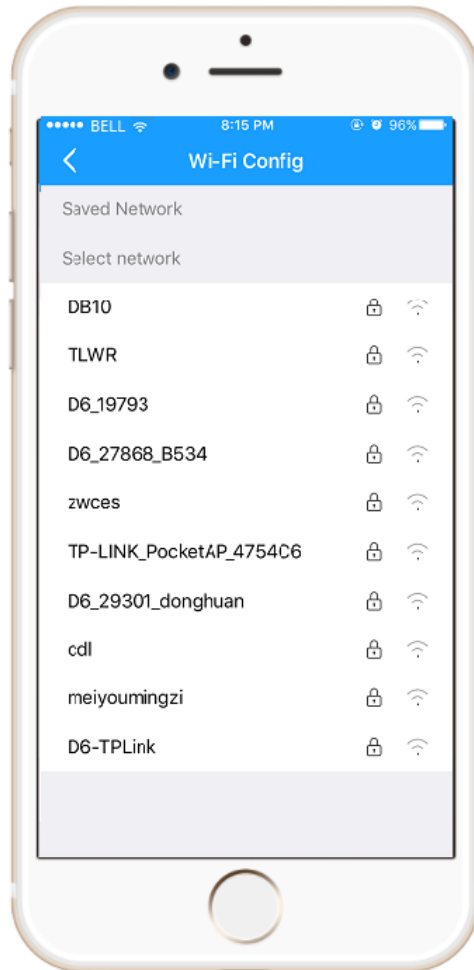 BELL 8:15 PM 96%
Wi-Fi Config
Saved Network
Select network
DB10
TLWR
D6_19793
D6_27868_B534
zwces
TP-LINK_PocketAP_4754C6
D6_29301_donghuan
cdl
meiyoumingzi
D6-TPLink